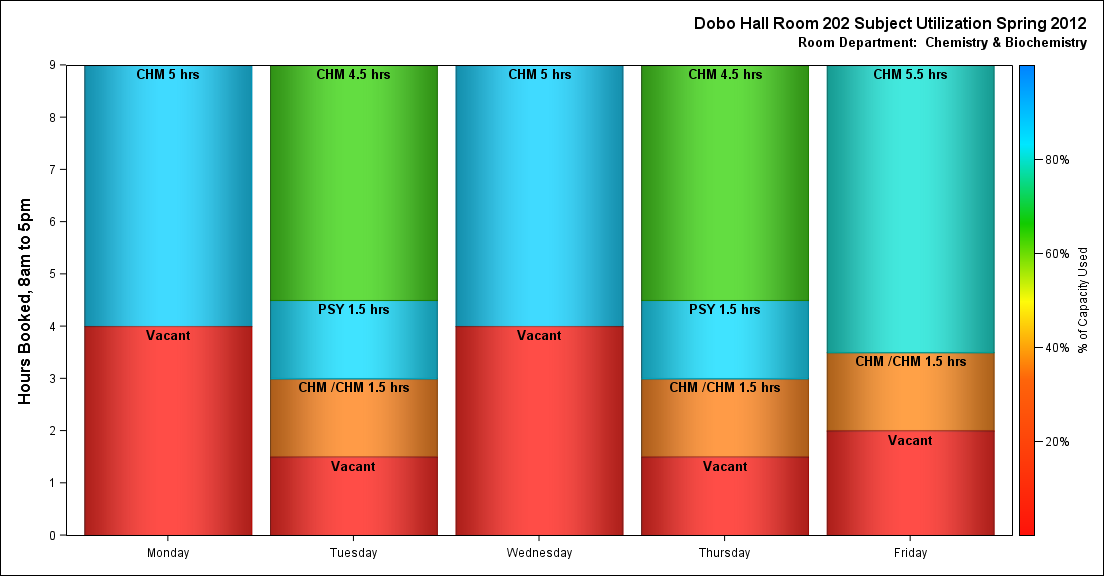 Dobo Hall Room 202 Subject Utilization Spring 2012
Room Department:  Chemistry & Biochemistry
Hours Booked, 8am to 5pm
9
8
7
6
5
4
3
2
1
0
CHM 5 hrs
Vacant
Monday
CHM 4.5 hrs
PSY 1.5 hrs
CHM /CHM 1.5 hrs
Vacant
Tuesday
CHM 5 hrs
Vacant
Wednesday
CHM 4.5 hrs
PSY 1.5 hrs
CHM /CHM 1.5 hrs
Vacant
Thursday
CHM 5.5 hrs
CHM /CHM 1.5 hrs
Vacant
Friday
80%
60%
40%
20%
% of Capacity Used